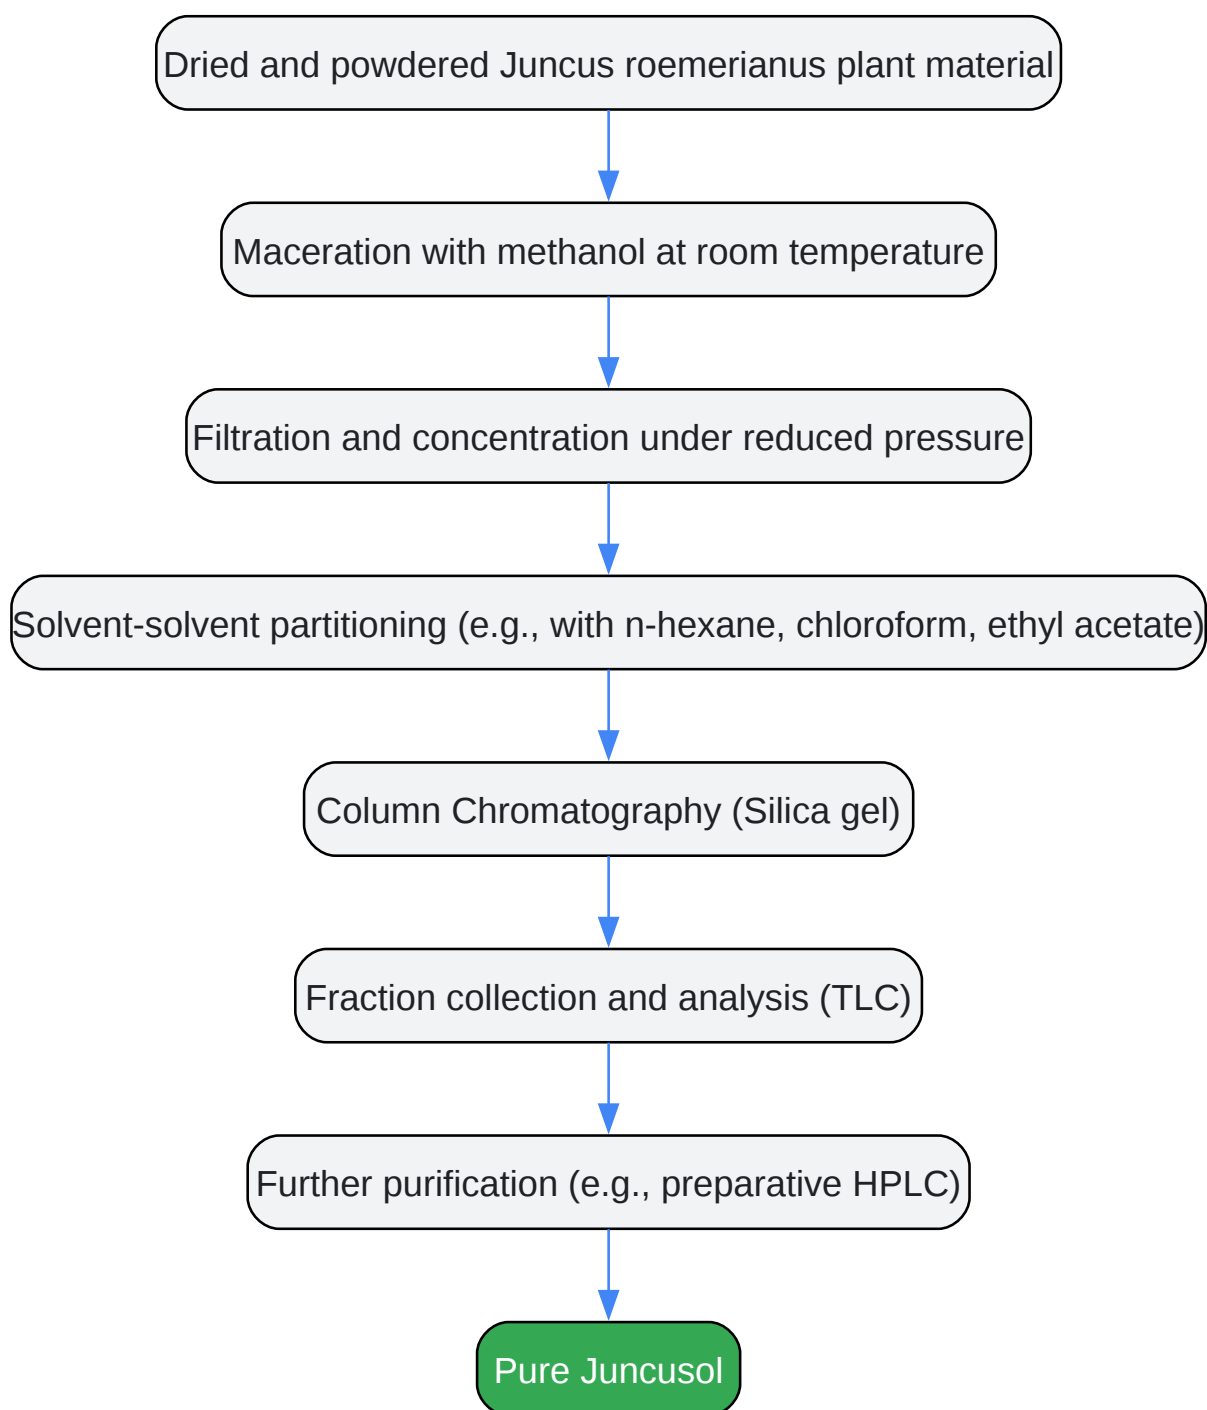 Dried and powdered Juncus roemerianus plant material
Maceration with methanol at room temperature
Filtration and concentration under reduced pressure
Solvent-solvent partitioning (e.g., with n-hexane, chloroform, ethyl acetate)
Column Chromatography (Silica gel)
Fraction collection and analysis (TLC)
Further purification (e.g., preparative HPLC)
Pure Juncusol